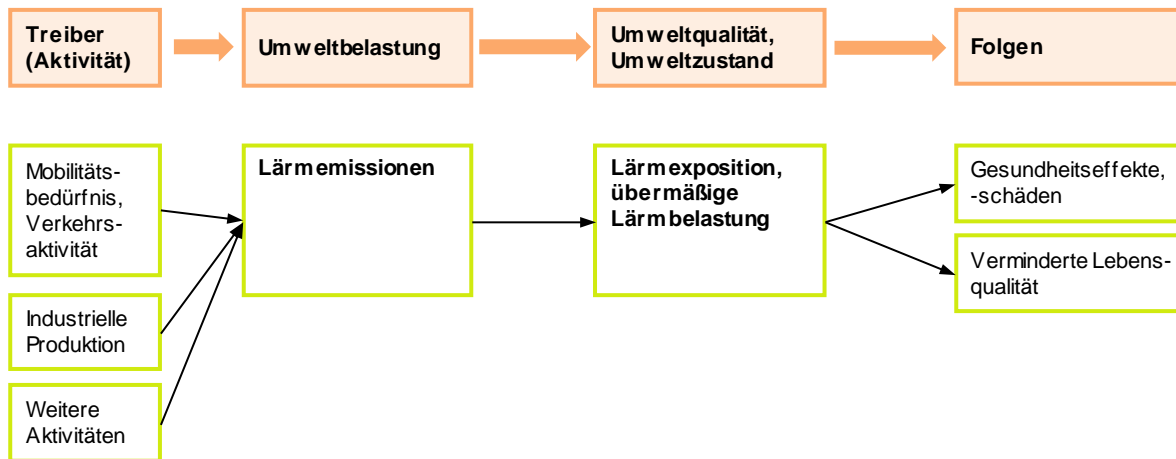 Treiber
(Aktivität)
Umweltbelastung
Umweltqualität,
Umweltzustand
Folgen
Mobilitäts-
bedürfnis,
Verkehrs-
aktivität
Industrielle
Produktion
Weitere
Aktivitäten
Lärmemissionen
Lärmexposition,
übermäßige
Lärmbelastung
Gesundheitseffekte,
-schäden
Verminderte Lebens-
qualität